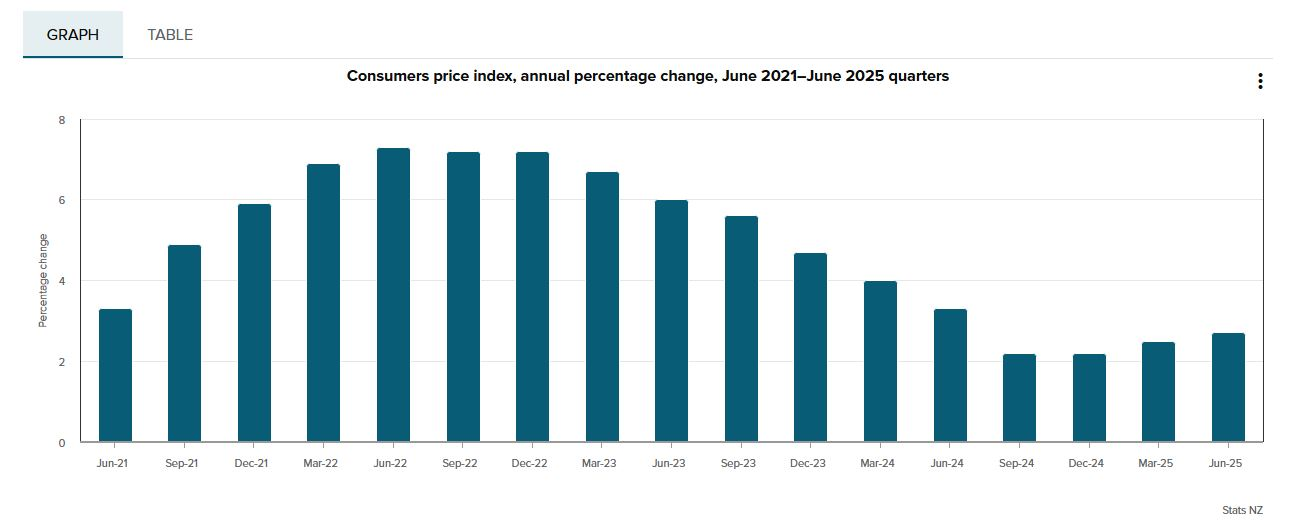 GRAPH TABLE
Consumers price index, annual percentage change, June 2021–June 2025 quarters
8
6
4
2
0
Percentage change
Jun-21 Sep-21 Dec-21 Mar-22 Jun-22 Sep-22 Dec-22 Mar-23 Jun-23 Sep-23 Dec-23 Mar-24 Jun-24 Sep-24 Dec-24 Mar-25 Jun-25
Stats NZ